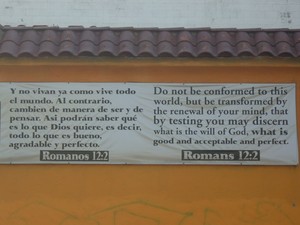 Y no vivan ya como vive todo
el mundo. Al contrario,
cambien de manera de ser y de
pensar. Así podrán saber qué
es lo que Dios quiere, es decir,
todo lo que es bueno,
agradable y perfecto.
Romanos 12:2
Do not be conformed to this
world, but be transformed by
the renewal of your mind, that
by testing you may discern
what is the will of God, what is
good and acceptable and perfect.
Romans 12:2